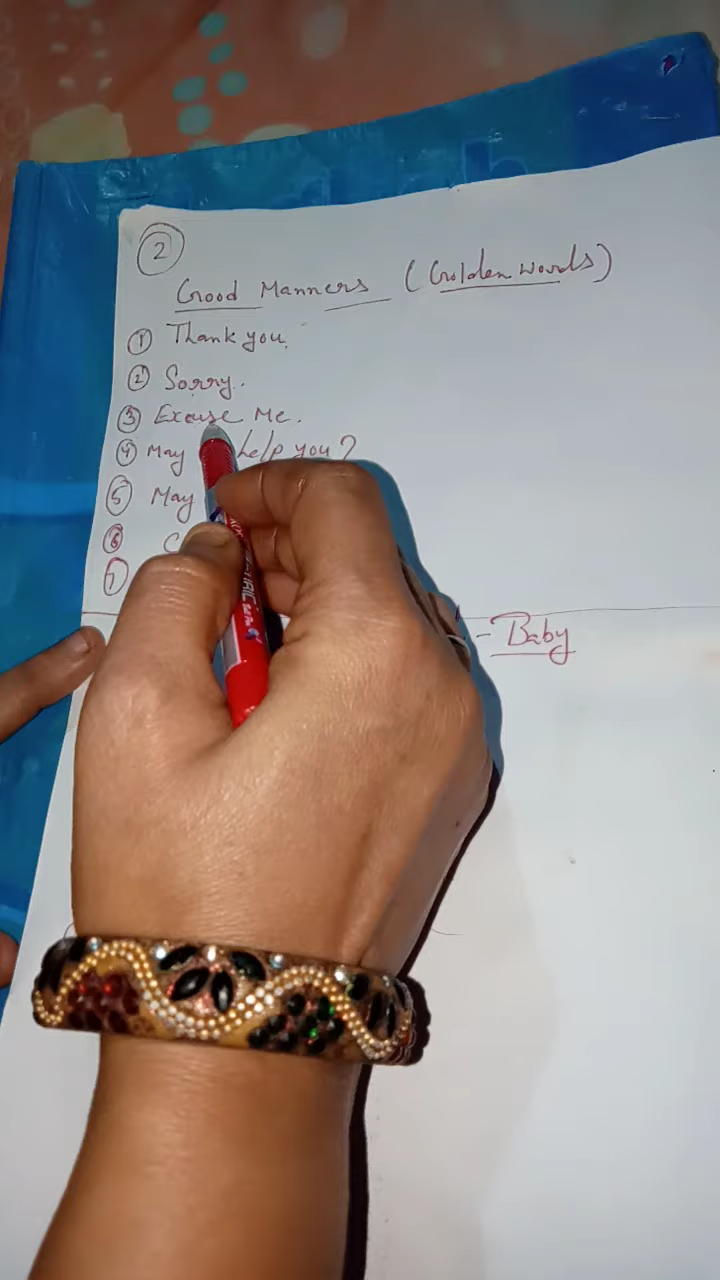 2
Good Manners (Golden words)
1 Thank you.
2 Sorry.
3 Excuse Me.
4 May help you?
5 May
6
7
- Baby